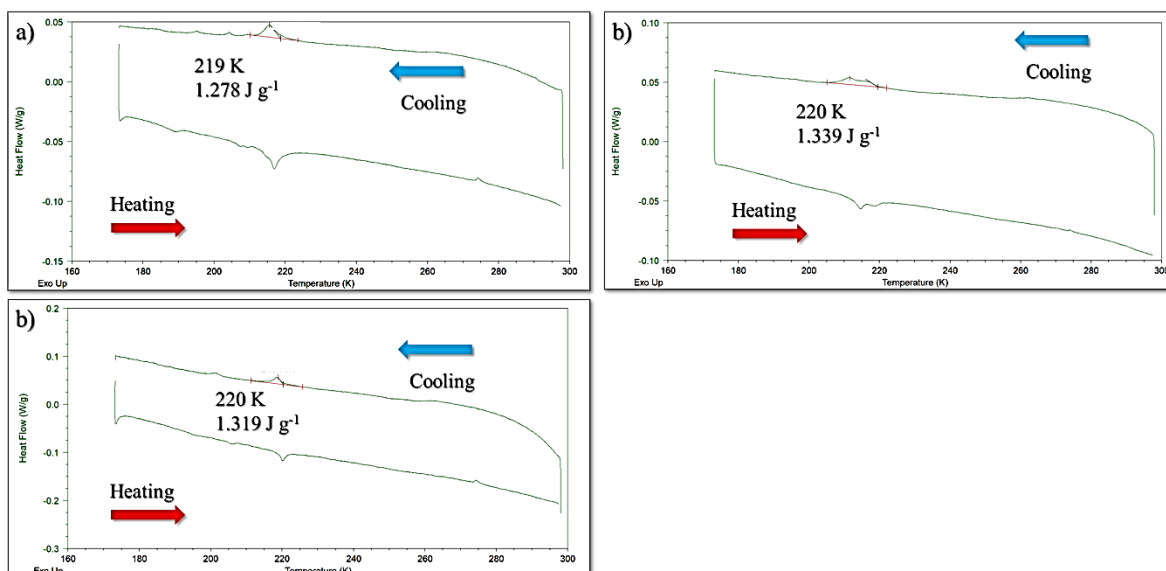 a)
0.05
0.00
-0.05
-0.10
-0.15
Heat Flow (W/g)
219 K
1.278 J g⁻¹
Cooling
Heating
160 180 200 220 240 260 280 300
Exo Up
Temperature (K)
b)
0.10
0.05
0.00
-0.05
-0.10
Heat Flow (W/g)
Cooling
220 K
1.339 J g⁻¹
Heating
160 180 200 220 240 260 280 300
Exo Up
Temperature (K)
b)
0.2
0.1
0.0
-0.1
-0.2
-0.3
Heat Flow (W/g)
Cooling
220 K
1.319 J g⁻¹
Heating
160 180 200 220 240 260 280 300
Exo Up
Temperature (K)